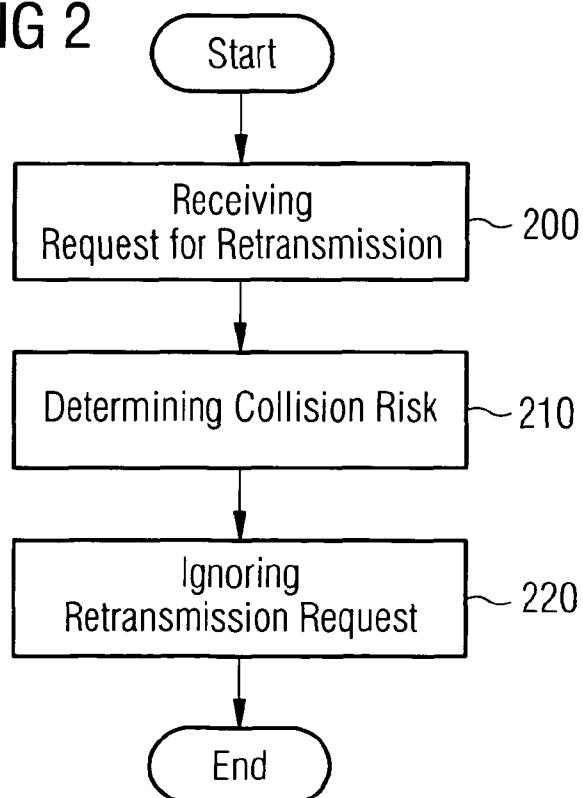 IG 2
Start
Receiving
Request for Retransmission
200
Determining Collision Risk
210
Ignoring
Retransmission Request
220
End